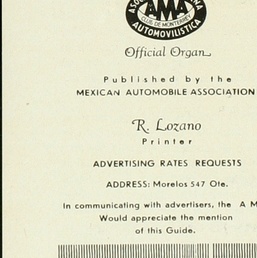 AMA
CLUB DE MONTERREY
AUTOMOVILISTICA
Official Organ
Published by the
MEXICAN AUTOMOBILE ASSOCIATION
R. Lozano
Printer
ADVERTISING RATES REQUESTS
ADDRESS: Morelos 547 Ote.
In communicating with advertisers, the A M
Would appreciate the mention
of this Guide.